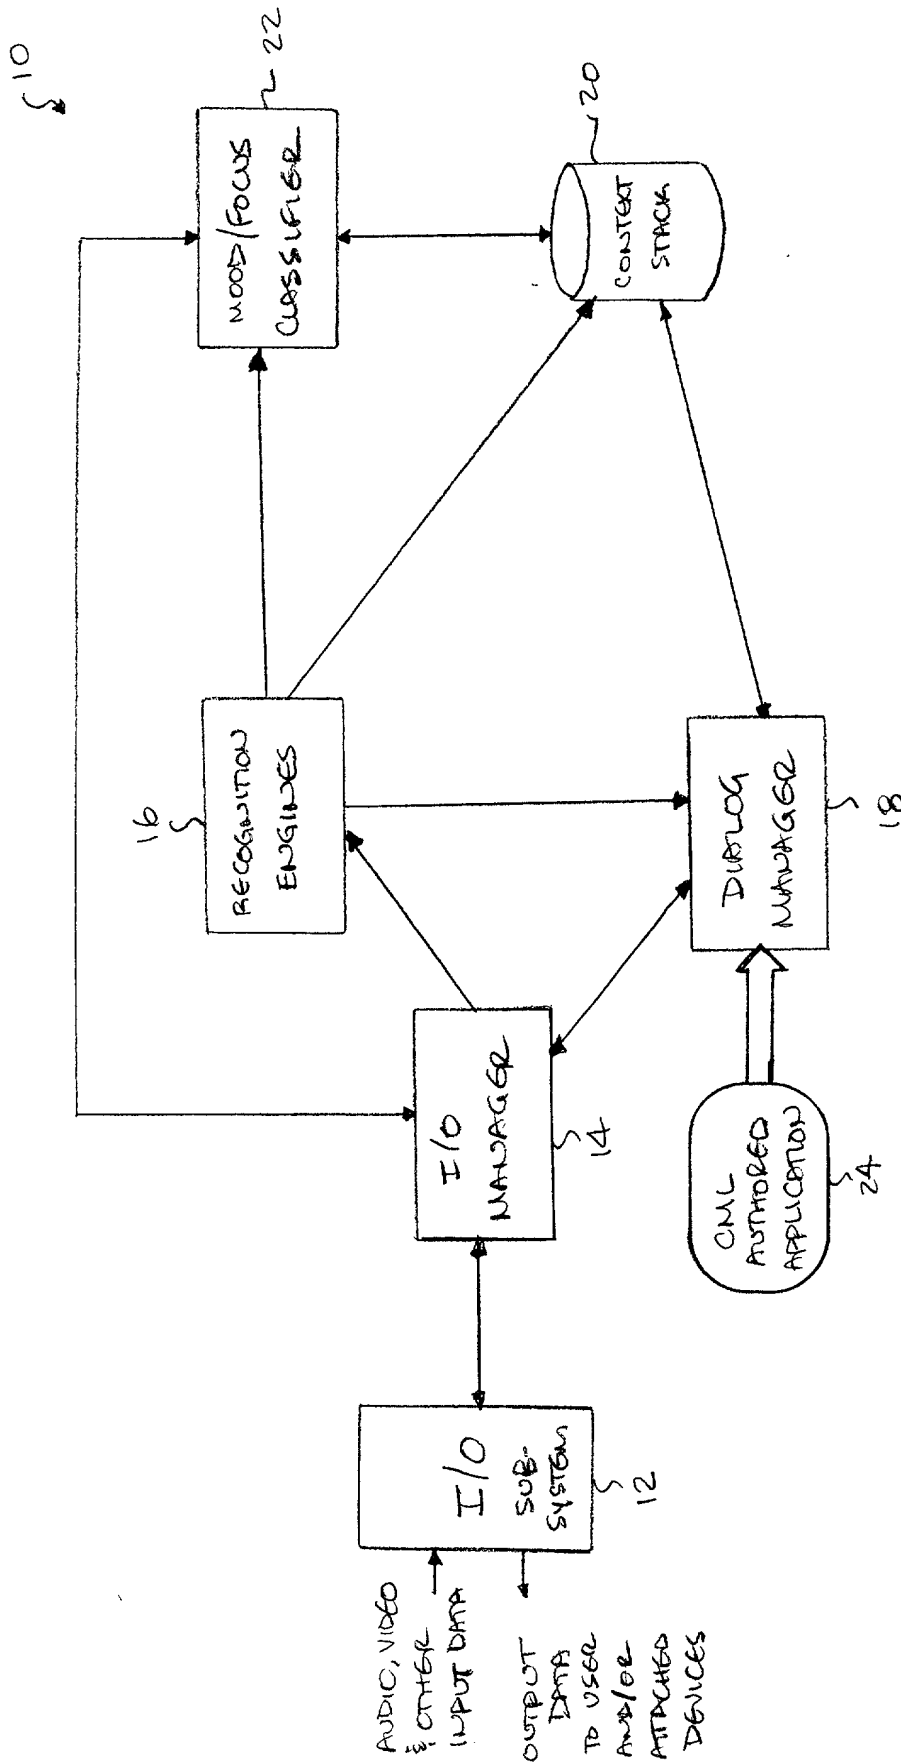 10
MOOD/FOCUS
CLASSIFIER
22
CONTEXT
STACK
20
16
RECOGNITION
ENGINES
I/O
MANAGER
14
DIALOG
MANAGER
18
CML
AUTHORED
APPLICATION
24
I/O
SUB-
SYSTEM
12
AUDIO, VIDEO
& OTHER
INPUT DATA
OUTPUT
DATA
TO USER
AND/OR
ATTACHED
DEVICES